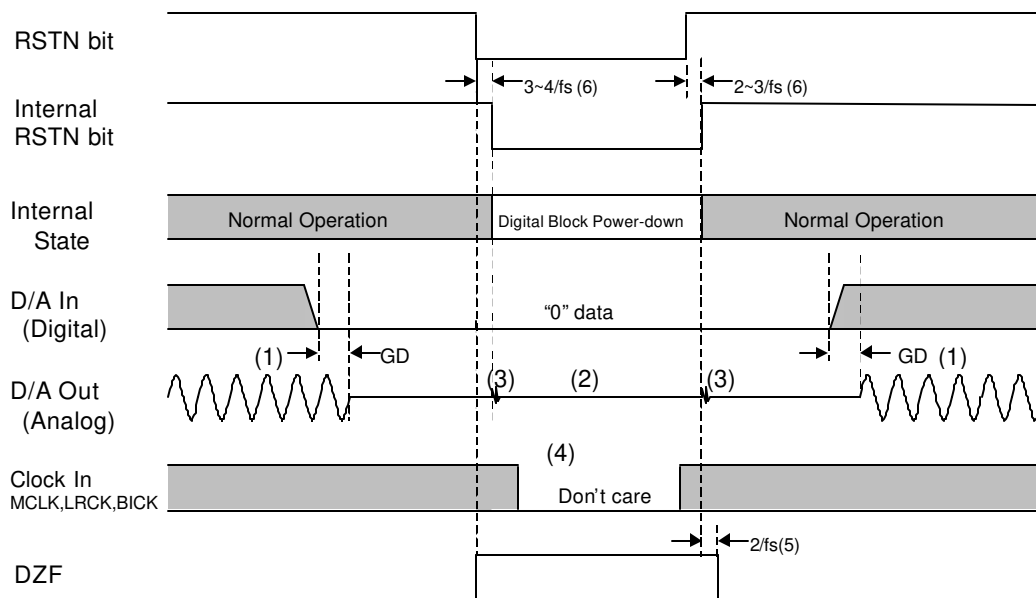 RSTN bit
3~4/fs (6)
2~3/fs (6)
Internal
RSTN bit
Internal
State
Normal Operation
Digital Block Power-down
Normal Operation
D/A In
(Digital)
“0” data
(1)
GD
GD
(1)
D/A Out
(Analog)
(3)
(2)
(3)
(4)
Clock In
MCLK,LRCK,BICK
Don’t care
2/fs(5)
DZF